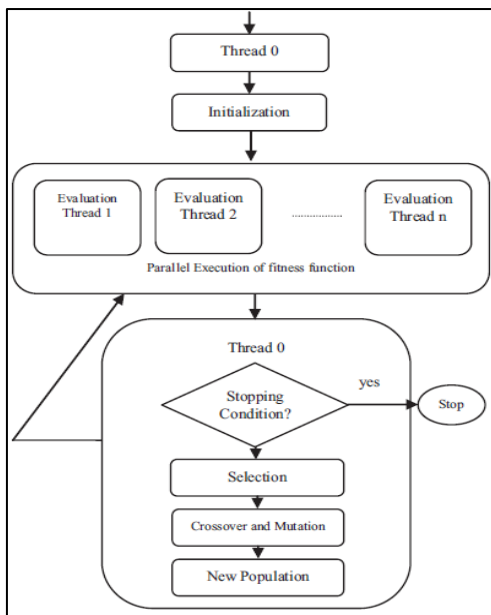 Thread 0
Initialization
Evaluation
Thread 1
Evaluation
Thread 2
..................
Evaluation
Thread n
Parallel Execution of fitness function
Thread 0
Stopping
Condition?
yes
Stop
Selection
Crossover and Mutation
New Population